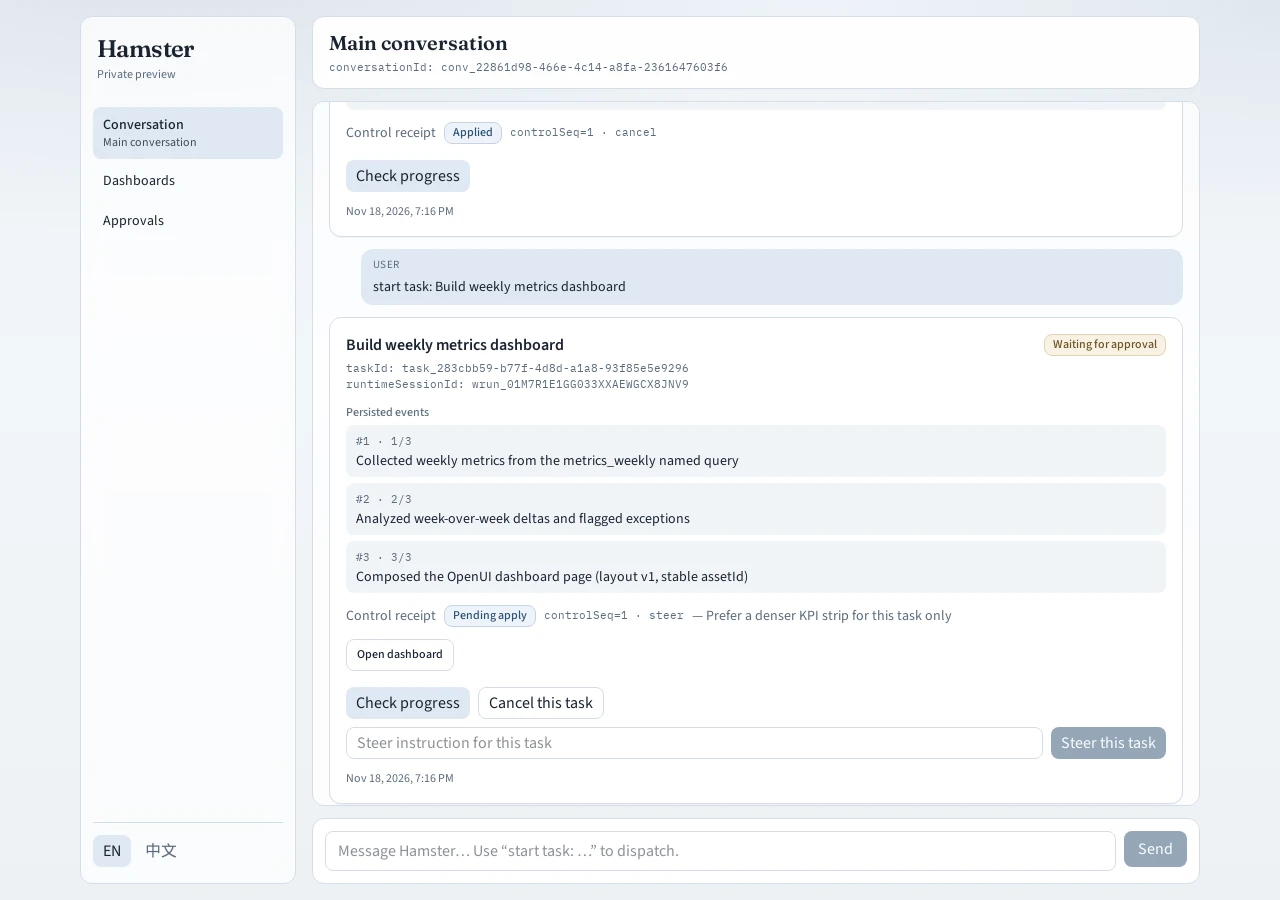 Hamster
Private preview
Conversation
Main conversation
Dashboards
Approvals
EN
中文
Main conversation
conversationId: conv_22861d98-466e-4c14-a8fa-2361647603f6
Control receipt Applied controlSeq=1 · cancel
Check progress
Nov 18, 2026, 7:16 PM
USER
start task: Build weekly metrics dashboard
Build weekly metrics dashboard
Waiting for approval
taskId: task_283cbb59-b77f-4d8d-a1a8-93f85e5e9296
runtimeSessionId: wrun_01M7R1E1GG033XXAEWGCX8JNV9
Persisted events
#1 · 1/3
Collected weekly metrics from the metrics_weekly named query
#2 · 2/3
Analyzed week-over-week deltas and flagged exceptions
#3 · 3/3
Composed the OpenUI dashboard page (layout v1, stable assetId)
Control receipt Pending apply controlSeq=1 · steer — Prefer a denser KPI strip for this task only
Open dashboard
Check progress Cancel this task
Steer instruction for this task Steer this task
Nov 18, 2026, 7:16 PM
Message Hamster… Use “start task: …” to dispatch. Send